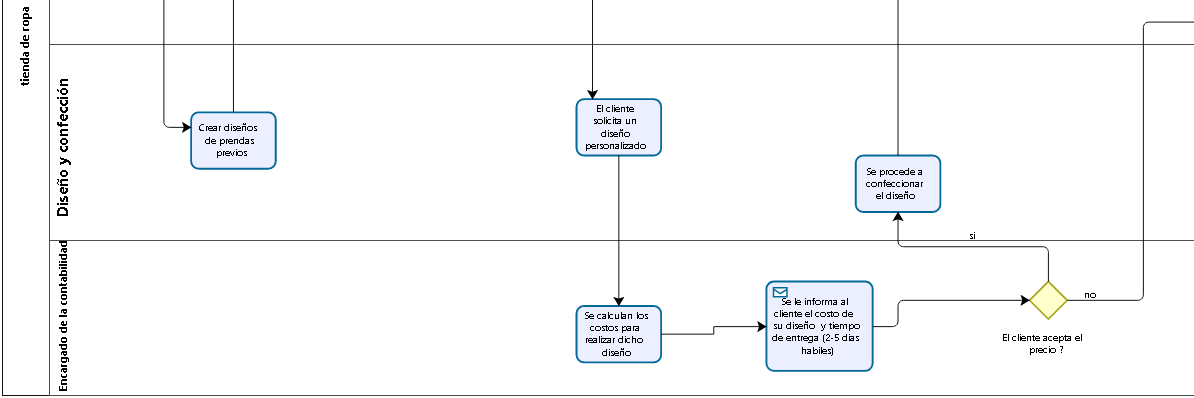 tienda de ropa
Diseño y confección
Crear diseños
de prendas
previos
El cliente
solicita un
diseño
personalizado
Se procede a
confeccionar
el diseño
si
Encargado de la contabilidad
Se calculan los
costos para
realizar dicho
diseño
Se le informa al
cliente el costo de
su diseño y tiempo
de entrega (2-5 días
habiles)
no
El cliente acepta el
precio ?